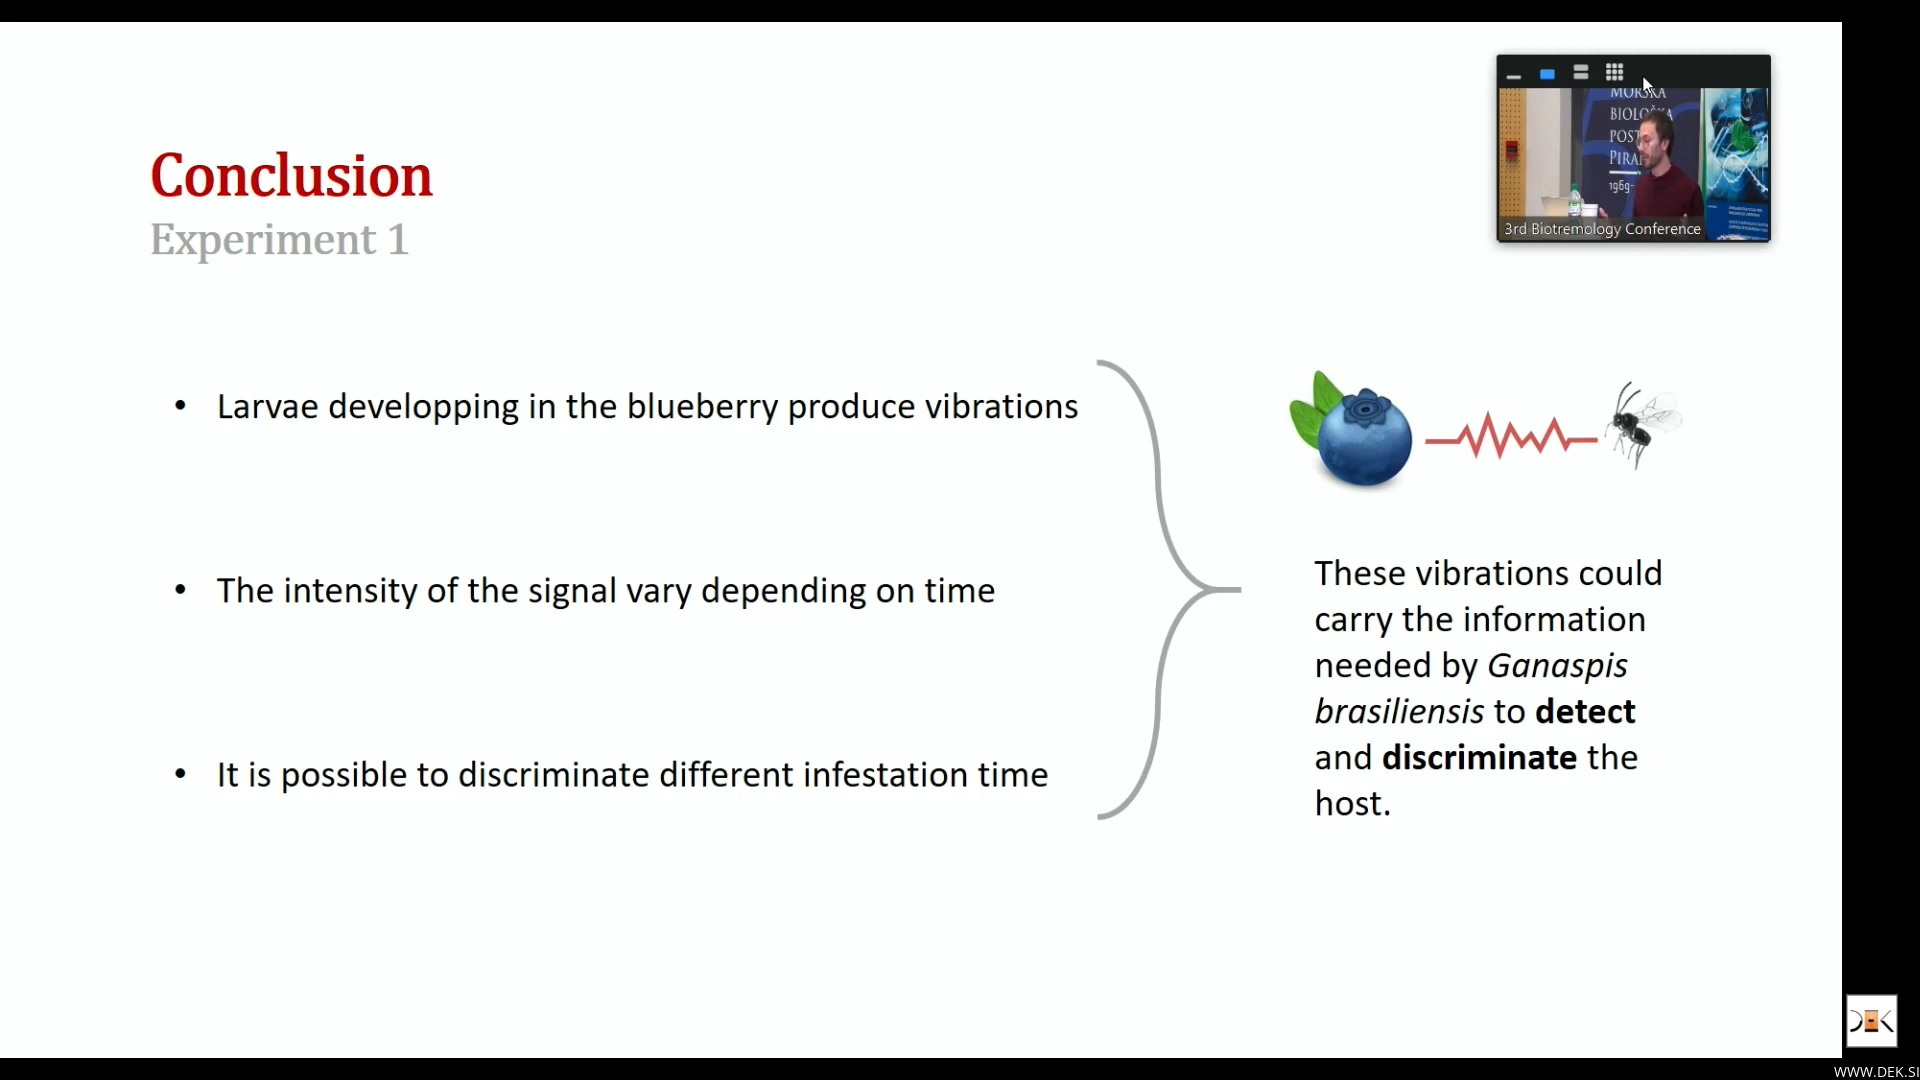 Conclusion
Experiment 1
• Larvae developping in the blueberry produce vibrations
• The intensity of the signal vary depending on time
• It is possible to discriminate different infestation time
These vibrations could
carry the information
needed by Ganaspis
brasiliensis to detect
and discriminate the
host.
MORSKA
1969-
3rd Biotremology Conference
WWW.DEK.SI